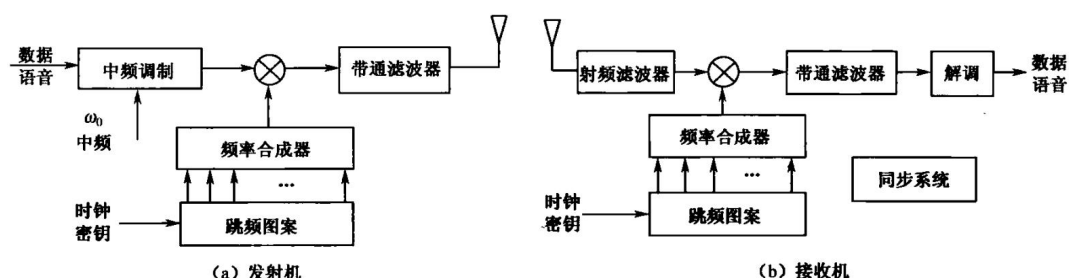 数据
语音
中频调制
带通滤波器
ω₀
中频
频率合成器
...
时钟
密钥
跳频图案
(a) 发射机
射频滤波器
带通滤波器
解调
数据
语音
频率合成器
...
同步系统
时钟
密钥
跳频图案
(b) 接收机